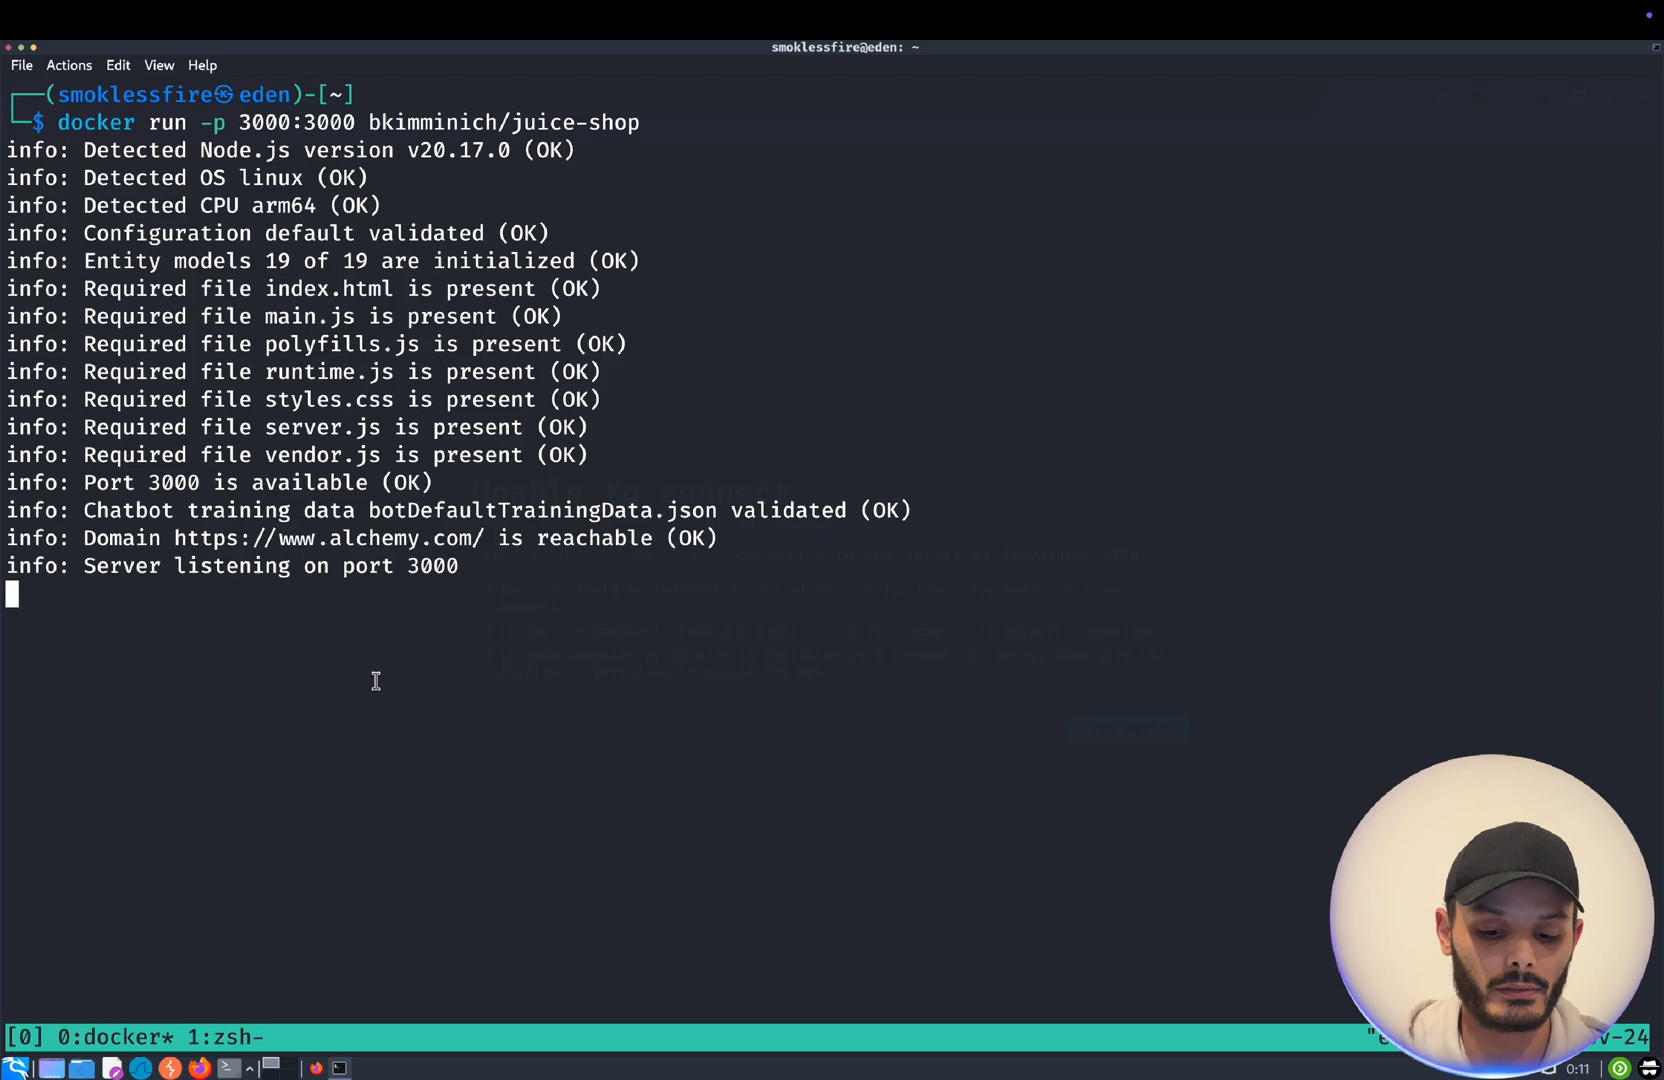 smoklessfire@eden: ~
File Actions Edit View Help
┌──(smoklessfire㉿eden)-[~]
└─$ docker run -p 3000:3000 bkimminich/juice-shop
info: Detected Node.js version v20.17.0 (OK)
info: Detected OS linux (OK)
info: Detected CPU arm64 (OK)
info: Configuration default validated (OK)
info: Entity models 19 of 19 are initialized (OK)
info: Required file index.html is present (OK)
info: Required file main.js is present (OK)
info: Required file polyfills.js is present (OK)
info: Required file runtime.js is present (OK)
info: Required file styles.css is present (OK)
info: Required file server.js is present (OK)
info: Required file vendor.js is present (OK)
info: Port 3000 is available (OK)
Unable to connect
info: Chatbot training data botDefaultTrainingData.json validated (OK)
info: Domain https://www.alchemy.com/ is reachable (OK)
info: Server listening on port 3000
[0] 0:docker* 1:zsh-
"e
v-24
0:11